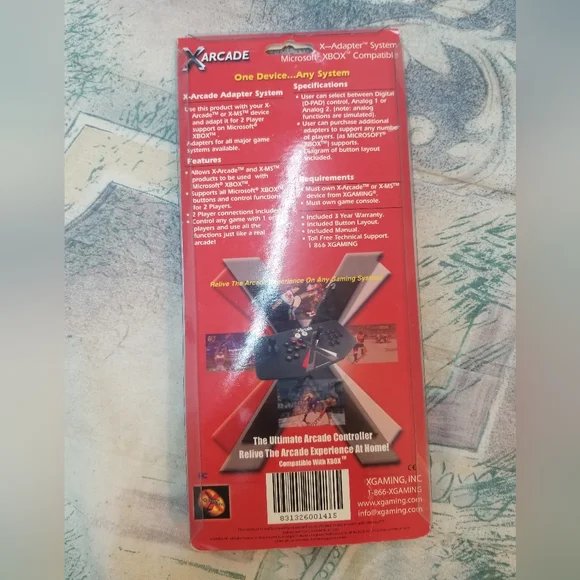 X ARCADE
X-Adapter™ System
Microsoft® XBOX™ Compatible
One Device...Any System
X-Arcade Adapter System
Use this product with your X-
Arcade™ or X-MS™ device
and adapt it for 2 Player
support on Microsoft®
XBOX™.
Adapters for all major game
systems available.
Features
• Allows X-Arcade™ and X-MS™
products to be used with
Microsoft® XBOX™.
• Supports all Microsoft® XBOX™
buttons and control functions
for 2 Players.
• 2 Player connections Included
• Control any game with 1 or
players and use all the
functions just like a real
arcade!
Specifications
• User can select between Digital
(D-PAD) control, Analog 1 or
Analog 2. (note: analog
functions are simulated).
• User can purchase additional
adapters to support any number
of players. (as MICROSOFT®
XBOX™) supports.
• Diagram of button layout
included.
Requirements
• Must own X-Arcade™ or X-MS™
device from XGAMING®.
• Must own game console.
• Included 3 Year Warranty.
• Included Button Layout.
• Included Manual.
• Toll Free Technical Support.
1 866 XGAMING
Relive The Arcade Experience On Any Gaming System
The Ultimate Arcade Controller
Relive The Arcade Experience At Home!
Compatible With XBOX™
FC
CE
831326001415
XGAMING, INC
1-866-XGAMING
www.xgaming.com
info@xgaming.com